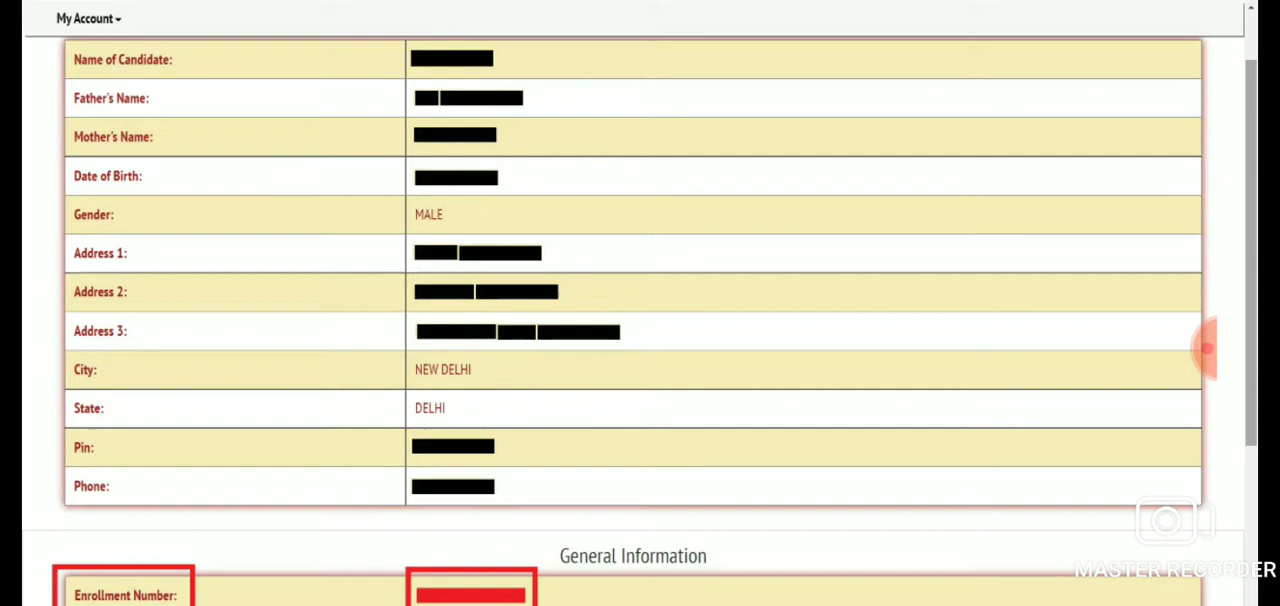 My Account
Name of Candidate:
Father's Name:
Mother's Name:
Date of Birth:
Gender: MALE
Address 1:
Address 2:
Address 3:
City: NEW DELHI
State: DELHI
Pin:
Phone:
General Information
MASTER RECORDER
Enrollment Number: